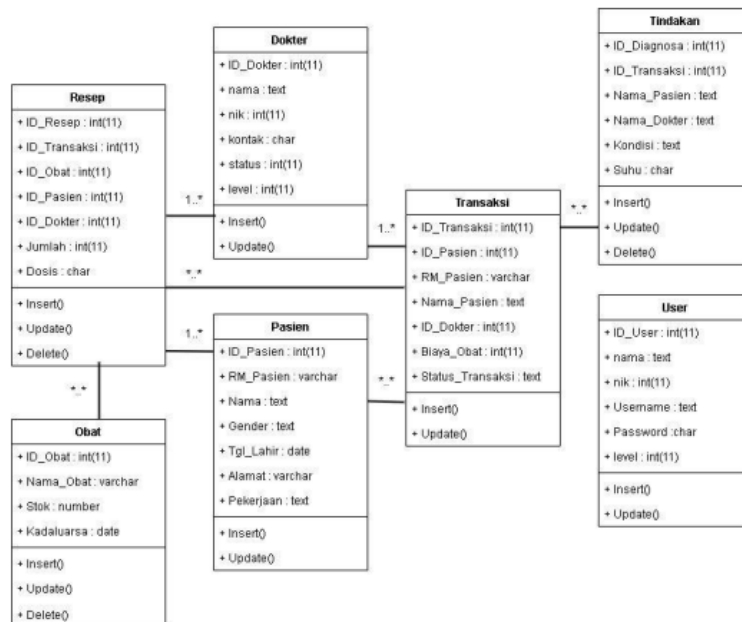 Resep
+ ID_Resep : int(11)
+ ID_Transaksi : int(11)
+ ID_Obat : int(11)
+ ID_Pasien : int(11)
+ ID_Dokter : int(11)
+ Jumlah : int(11)
+ Dosis : char
+ Insert()
+ Update()
+ Delete()
Dokter
+ ID_Dokter : int(11)
+ nama : text
+ nik : int(11)
+ kontak : char
+ status : int(11)
+ level : int(11)
+ Insert()
+ Update()
Tindakan
+ ID_Diagnosa : int(11)
+ ID_Transaksi : int(11)
+ Nama_Pasien : text
+ Nama_Dokter : text
+ Kondisi : text
+ Suhu : char
+ Insert()
+ Update()
+ Delete()
1..*
1..*
*..*
*..*
1..*
*..*
*..*
Transaksi
+ ID_Transaksi : int(11)
+ ID_Pasien : int(11)
+ RM_Pasien : varchar
+ Nama_Pasien : text
+ ID_Dokter : int(11)
+ Biaya_Obat : int(11)
+ Status_Transaksi : text
+ Insert()
+ Update()
Pasien
+ ID_Pasien : int(11)
+ RM_Pasien : varchar
+ Nama : text
+ Gender : text
+ Tgl_Lahir : date
+ Alamat : varchar
+ Pekerjaan : text
+ Insert()
+ Update()
User
+ ID_User : int(11)
+ nama : text
+ nik : int(11)
+ Username : text
+ Password :char
+ level : int(11)
+ Insert()
+ Update()
Obat
+ ID_Obat : int(11)
+ Nama_Obat : varchar
+ Stok : number
+ Kadaluarsa : date
+ Insert()
+ Update()
+ Delete()